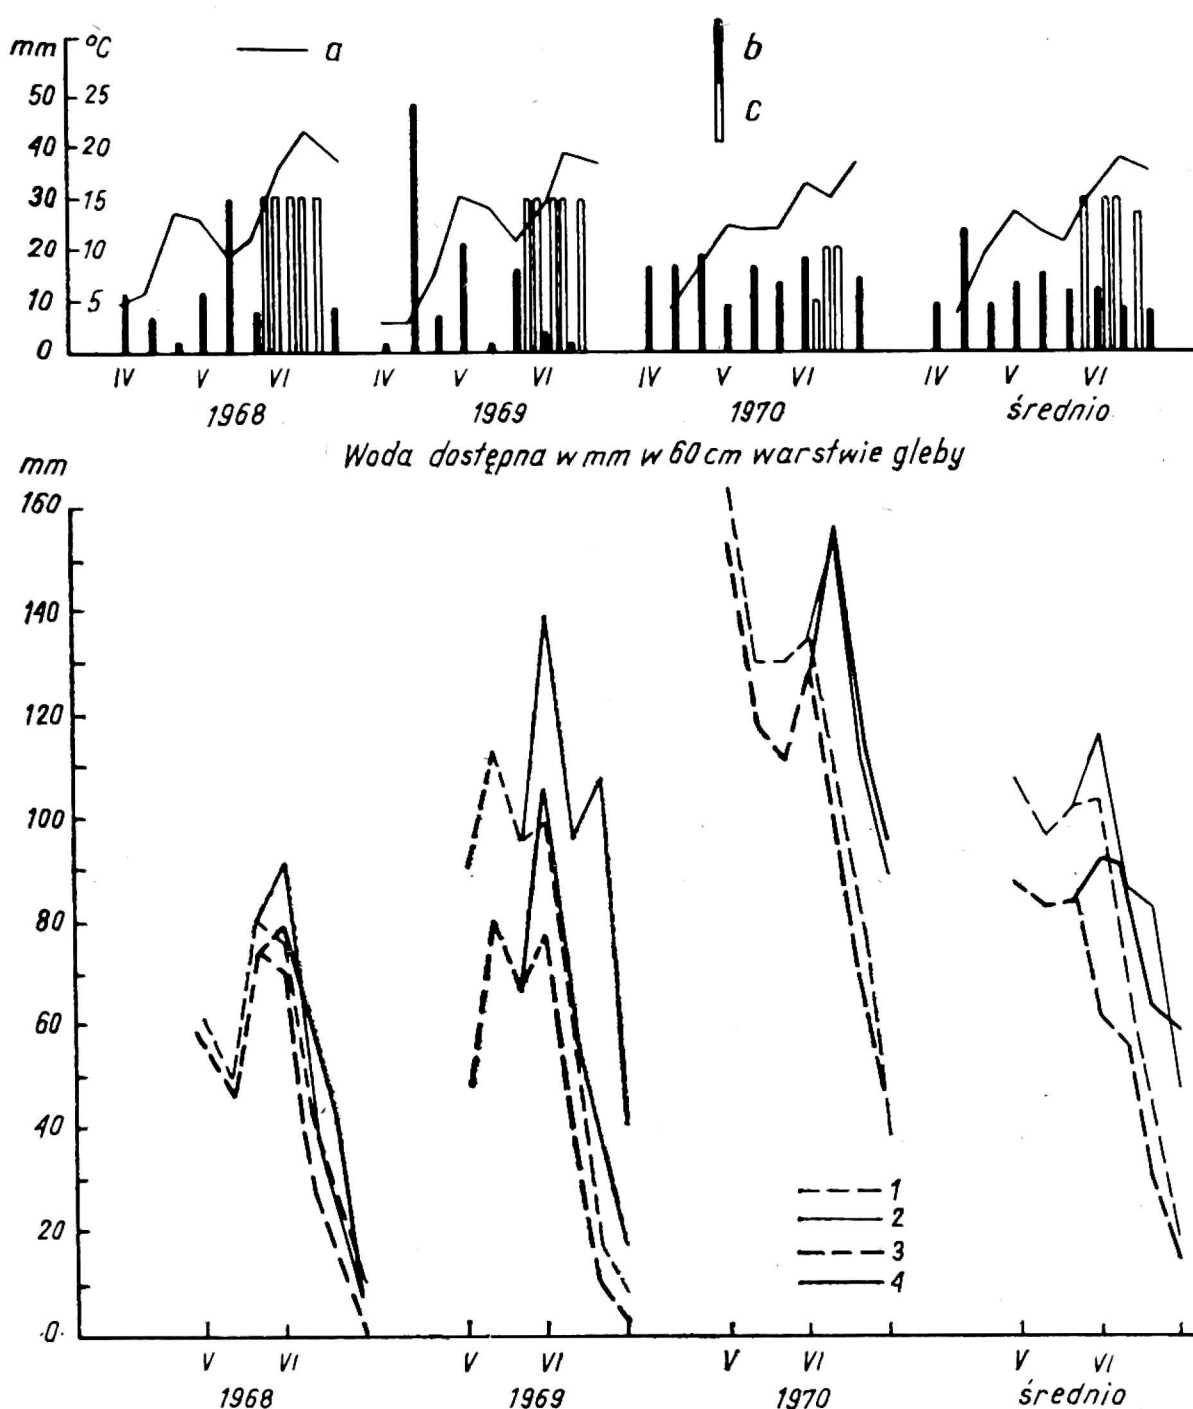 mm °C a b
c
50 25
40 20
30 15
20 10
10 5
0
IV V VI IV V VI IV V VI IV V VI
1968 1969 1970 średnio
Woda dostępna w mm w 60 cm warstwie gleby
mm
160
140
120
100
80
60
40
20
0
1
2
3
4
V VI V VI V VI V VI
1968 1969 1970 średnio